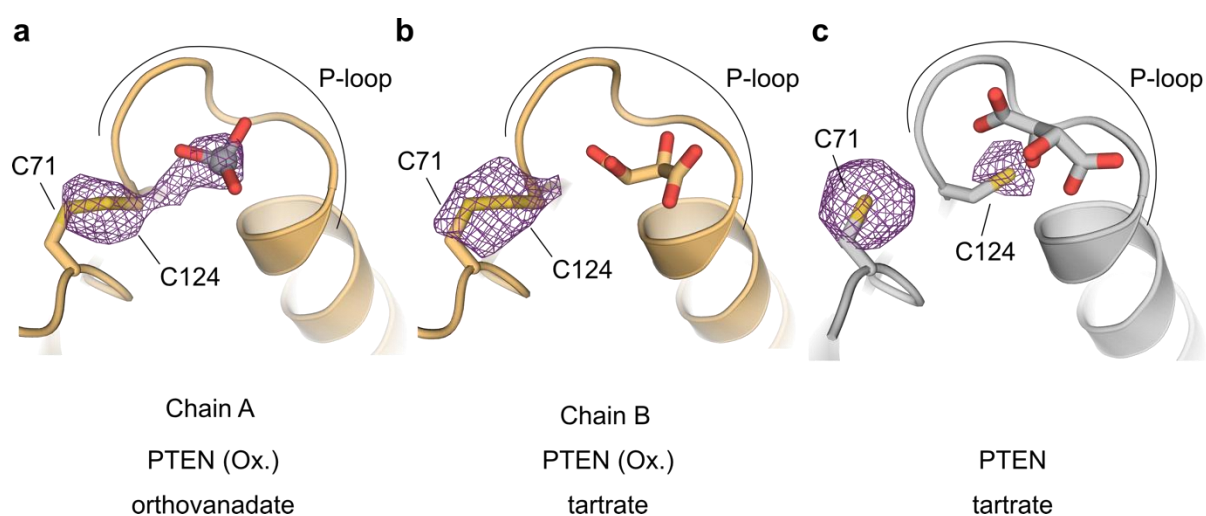 a
P-loop
C71
C124
Chain A
PTEN (Ox.)
orthovanadate
b
P-loop
C71
C124
Chain B
PTEN (Ox.)
tartrate
c
P-loop
C71
C124
PTEN
tartrate